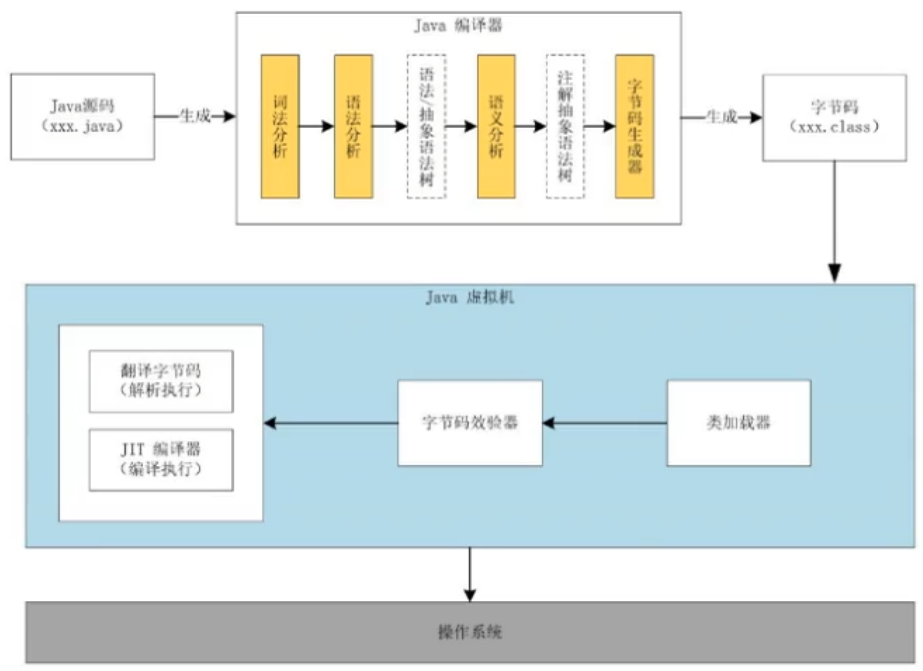 Java 编译器
Java源码
（xxx.java）
生成
词法分析
语法分析
语法/抽象语法树
语义分析
注解抽象语法树
字节码生成器
生成
字节码
（xxx.class）
Java 虚拟机
翻译字节码
（解析执行）
JIT 编译器
（编译执行）
字节码效验器
类加载器
操作系统